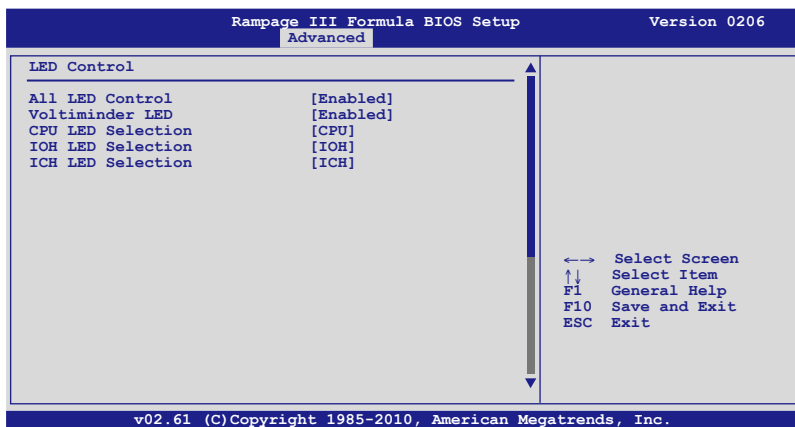 Rampage III Formula BIOS Setup Version 0206
Advanced
LED Control
All LED Control [Enabled]
Voltiminder LED [Enabled]
CPU LED Selection [CPU]
IOH LED Selection [IOH]
ICH LED Selection [ICH]
←→ Select Screen
↑↓ Select Item
F1 General Help
F10 Save and Exit
ESC Exit
v02.61 (C)Copyright 1985-2010, American Megatrends, Inc.